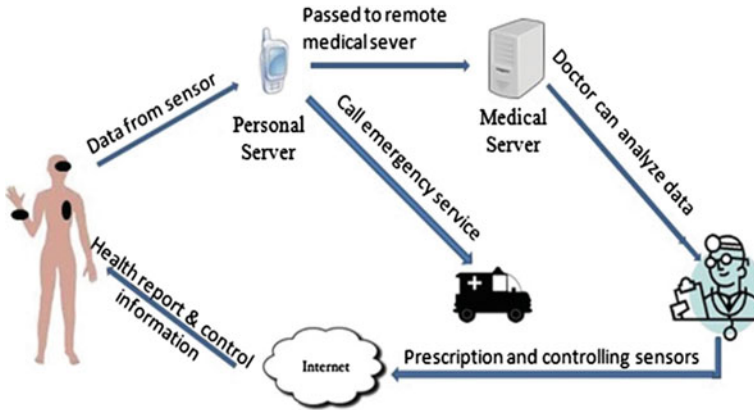 Passed to remote
medical sever
Data from sensor
Personal
Server
Medical
Server
Call emergency service
Doctor can analyze data
Health report & control
information
Internet
Prescription and controlling sensors